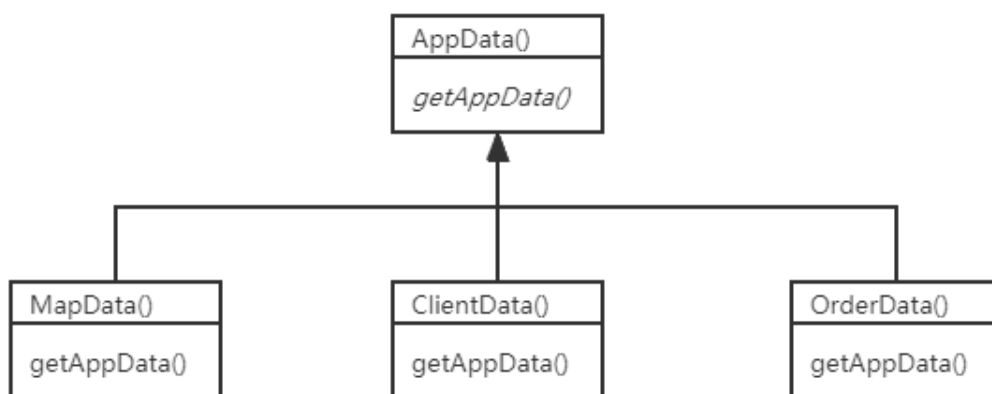 AppData()
getAppData()
MapData()
getAppData()
ClientData()
getAppData()
OrderData()
getAppData()